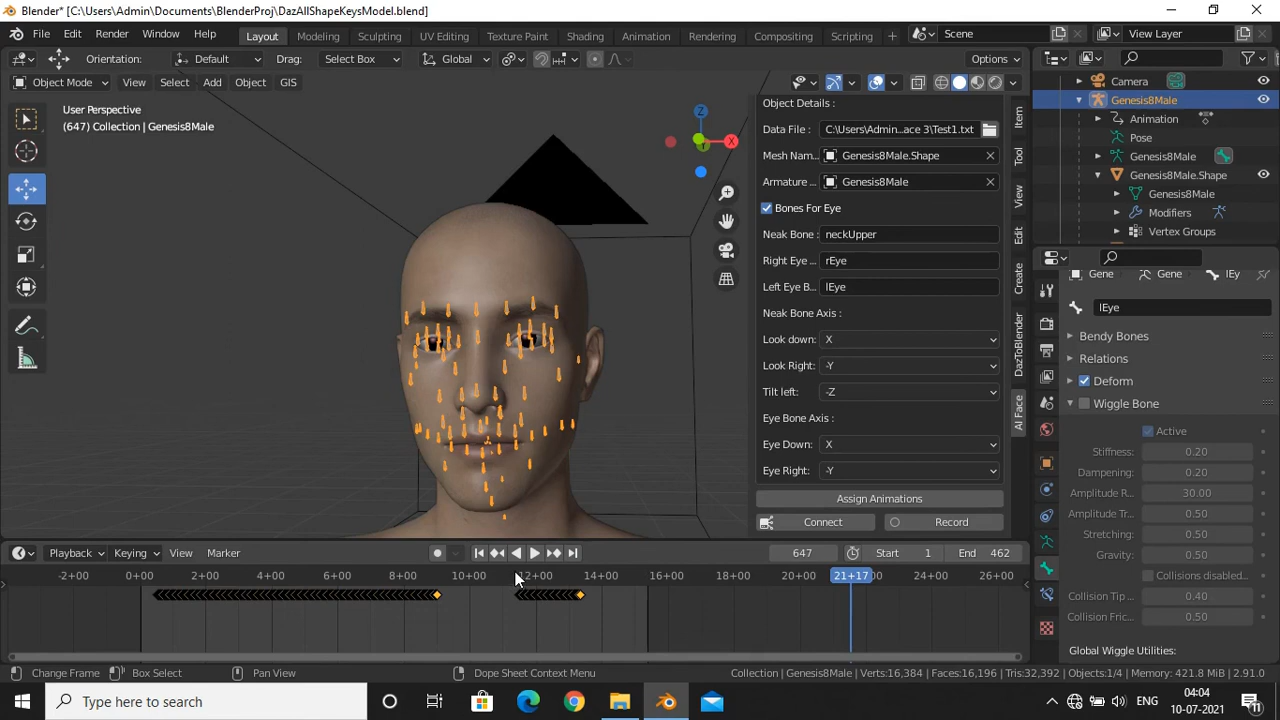 Blender* [C:\Users\Admin\Documents\BlenderProj\DazAllShapeKeysModel.blend]
File Edit Render Window Help Layout Modeling Sculpting UV Editing Texture Paint Shading Animation Rendering Compositing Scripting Scene View Layer
Orientation: Default Drag: Select Box Global Options
Object Mode View Select Add Object GIS
User Perspective
(647) Collection | Genesis8Male
X
Z
Object Details :
Data File : C:\Users\Admin...ace 3\Test1.txt
Mesh Nam... Genesis8Male.Shape
Armature ... Genesis8Male
Bones For Eye
Neak Bone : neckUpper
Right Eye ... rEye
Left Eye B... lEye
Neak Bone Axis :
Look down: X
Look Right: -Y
Tilt left: -Z
Eye Bone Axis :
Eye Down: X
Eye Right: -Y
Assign Animations
Connect Record
Item
Tool
View
Edit
Create
DazToBlender
AI Face
Camera
Genesis8Male
Animation
Pose
Genesis8Male
Genesis8Male.Shape
Genesis8Male
Modifiers
Vertex Groups
Gene Gene lEy
lEye
Bendy Bones
Relations
Deform
Wiggle Bone
Active
Stiffness: 0.20
Dampening: 0.20
Amplitude R... 30.00
Amplitude Tr... 0.50
Stretching: 0.50
Gravity: 0.50
Collisions disabled...
Collision Tip ... 0.40
Collision Fric... 0.50
Global Wiggle Utilities:
Playback Keying View Marker 647 Start 1 End 462
-2+00 0+00 2+00 4+00 6+00 8+00 10+00 12+00 14+00 16+00 18+00 20+00 21+17 24+00 26+00
Change Frame Box Select Pan View Dope Sheet Context Menu Collection | Genesis8Male | Verts:16,384 | Faces:16,196 | Objects:1/4 | Memory: 421.8 MiB | 2.91.0
Type here to search ENG 04:04
10-07-2021